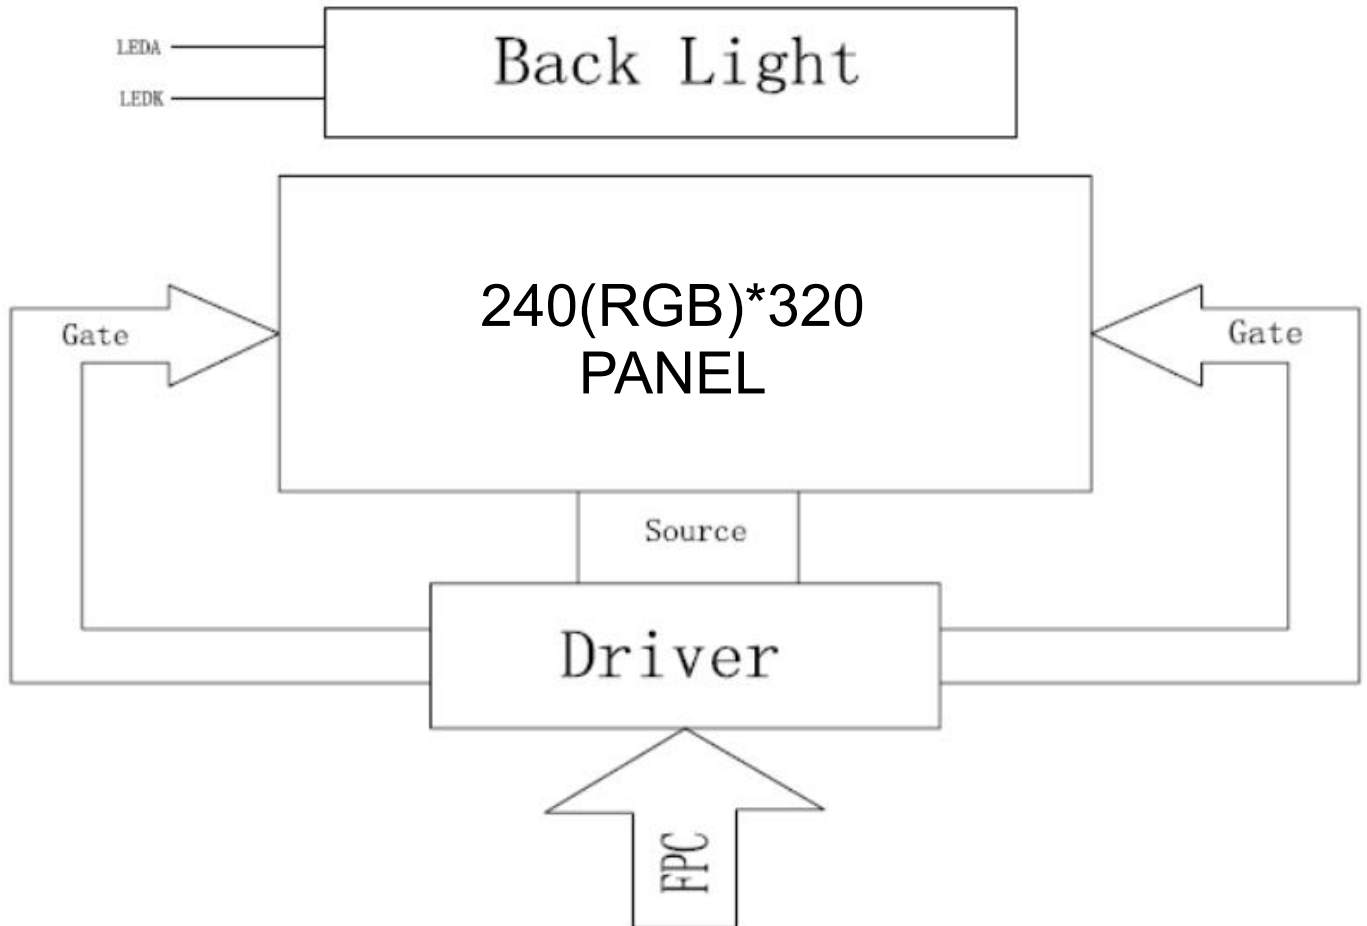 LEDA
Back Light
LEDK
240(RGB)*320
PANEL
Gate
Gate
Source
Driver
FPC